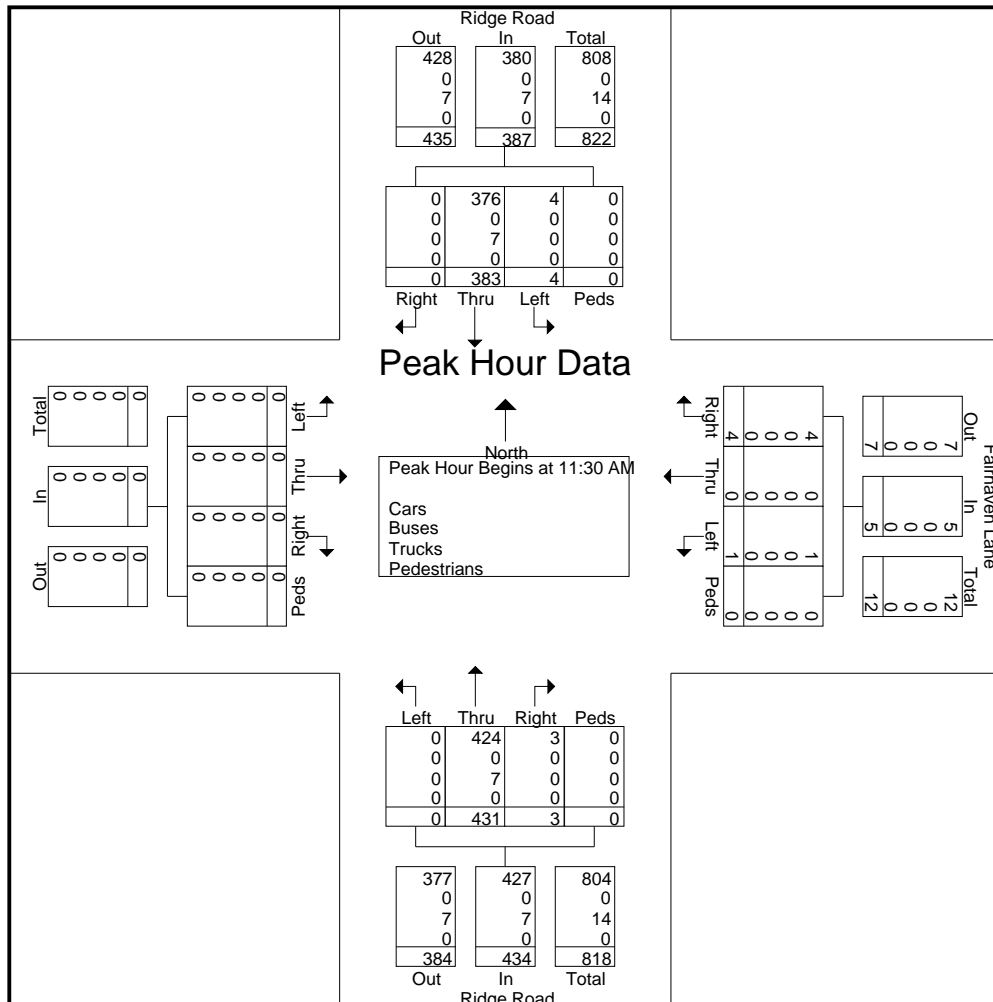 Ridge Road
Out In Total
428 380 808
0 0 0
7 7 14
0 0 0
435 387 822
0 376 4 0
0 0 0 0
0 7 0 0
0 0 0 0
0 383 4 0
Right Thru Left Peds
Peak Hour Data
North
Peak Hour Begins at 11:30 AM
Cars
Buses
Trucks
Pedestrians
Total
0 0 0 0 0
In
0 0 0 0 0
Out
0 0 0 0 0
Left
0 0 0 0 0
Thru
0 0 0 0 0
Right
0 0 0 0 0
Peds
0 0 0 0 0
Right
4 0 0 0 4
Thru
0 0 0 0 0
Left
1 0 0 0 1
Peds
0 0 0 0 0
Fairhaven Lane
Out
7 0 0 0 7
In
5 0 0 0 5
Total
12 0 0 0 12
Left Thru Right Peds
0 424 3 0
0 0 0 0
0 7 0 0
0 0 0 0
0 431 3 0
377 427 804
0 0 0
7 7 14
0 0 0
384 434 818
Out In Total
Ridge Road